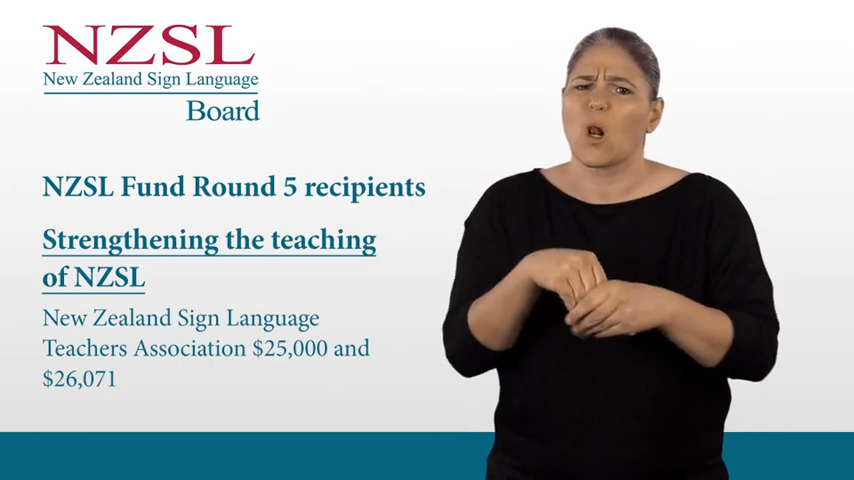 NZSL
New Zealand Sign Language
Board
NZSL Fund Round 5 recipients
Strengthening the teaching
of NZSL
New Zealand Sign Language
Teachers Association $25,000 and
$26,071